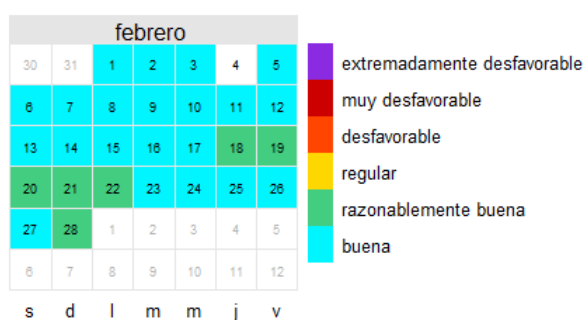 febrero
30 31 1 2 3 4 5
6 7 8 9 10 11 12
13 14 15 16 17 18 19
20 21 22 23 24 25 26
27 28 1 2 3 4 5
6 7 8 9 10 11 12
s d l m m j v
extremadamente desfavorable
muy desfavorable
desfavorable
regular
razonablemente buena
buena